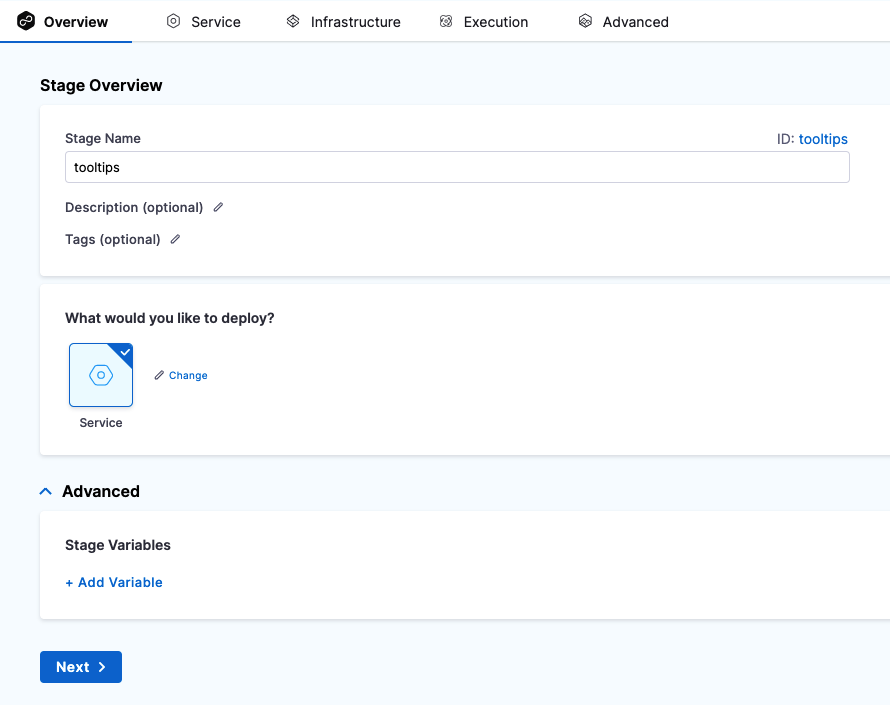 Overview Service Infrastructure Execution Advanced
Stage Overview
Stage Name ID: tooltips
tooltips
Description (optional)
Tags (optional)
What would you like to deploy?
Change
Service
Advanced
Stage Variables
+ Add Variable
Next